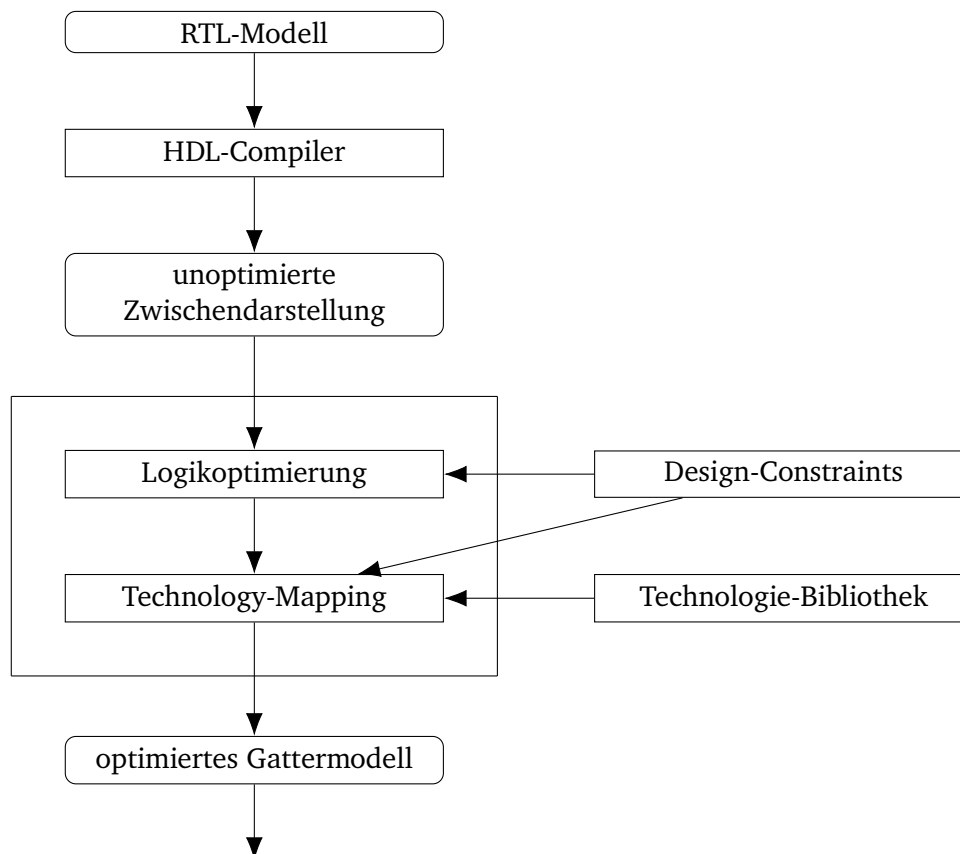 RTL-Modell
HDL-Compiler
unoptimierte
Zwischendarstellung
Logikoptimierung
Design-Constraints
Technology-Mapping
Technologie-Bibliothek
optimiertes Gattermodell